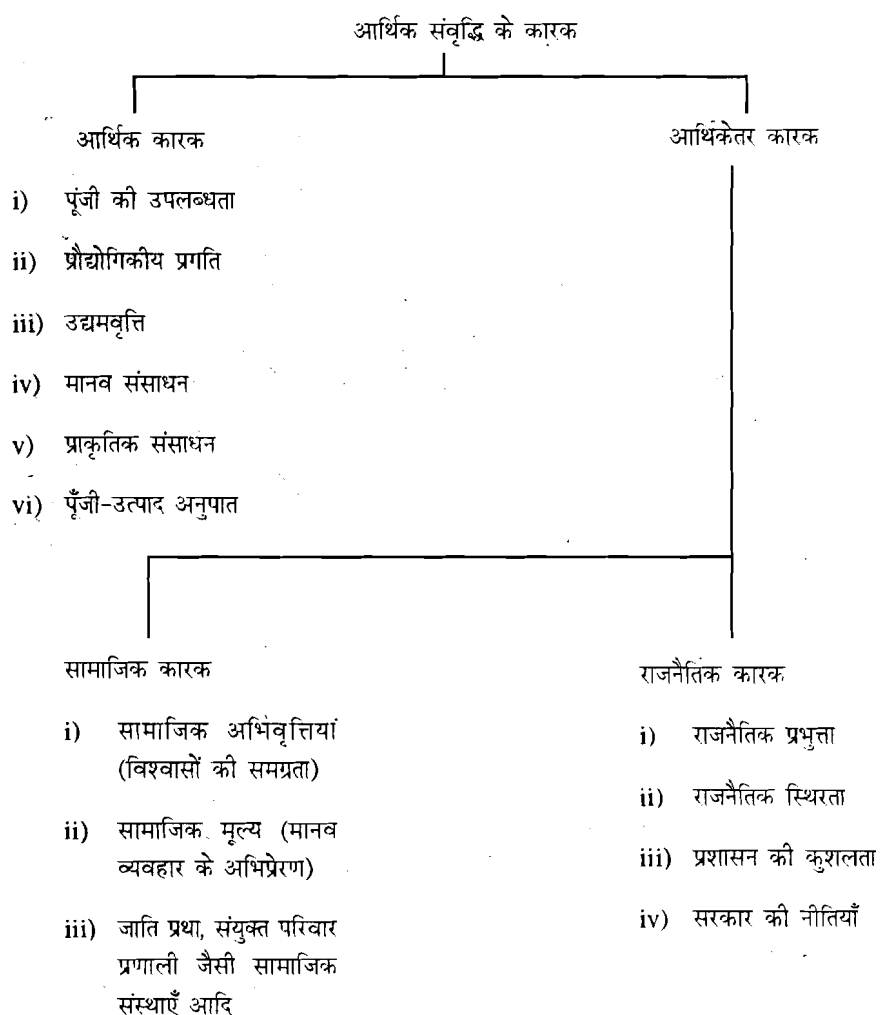 आर्थिक संवृद्धि के कारक
आर्थिक कारक
आर्थिकेतर कारक
i) पूंजी की उपलब्धता
ii) प्रौद्योगिकीय प्रगति
iii) उद्यमवृत्ति
iv) मानव संसाधन
v) प्राकृतिक संसाधन
vi) पूँजी-उत्पाद अनुपात
सामाजिक कारक
i) सामाजिक अभिवृत्तियां
(विश्वासों की समग्रता)
ii) सामाजिक मूल्य (मानव
व्यवहार के अभिप्रेरण)
iii) जाति प्रथा, संयुक्त परिवार
प्रणाली जैसी सामाजिक
संस्थाएँ आदि
राजनैतिक कारक
i) राजनैतिक प्रभुत्ता
ii) राजनैतिक स्थिरता
iii) प्रशासन की कुशलता
iv) सरकार की नीतियाँ